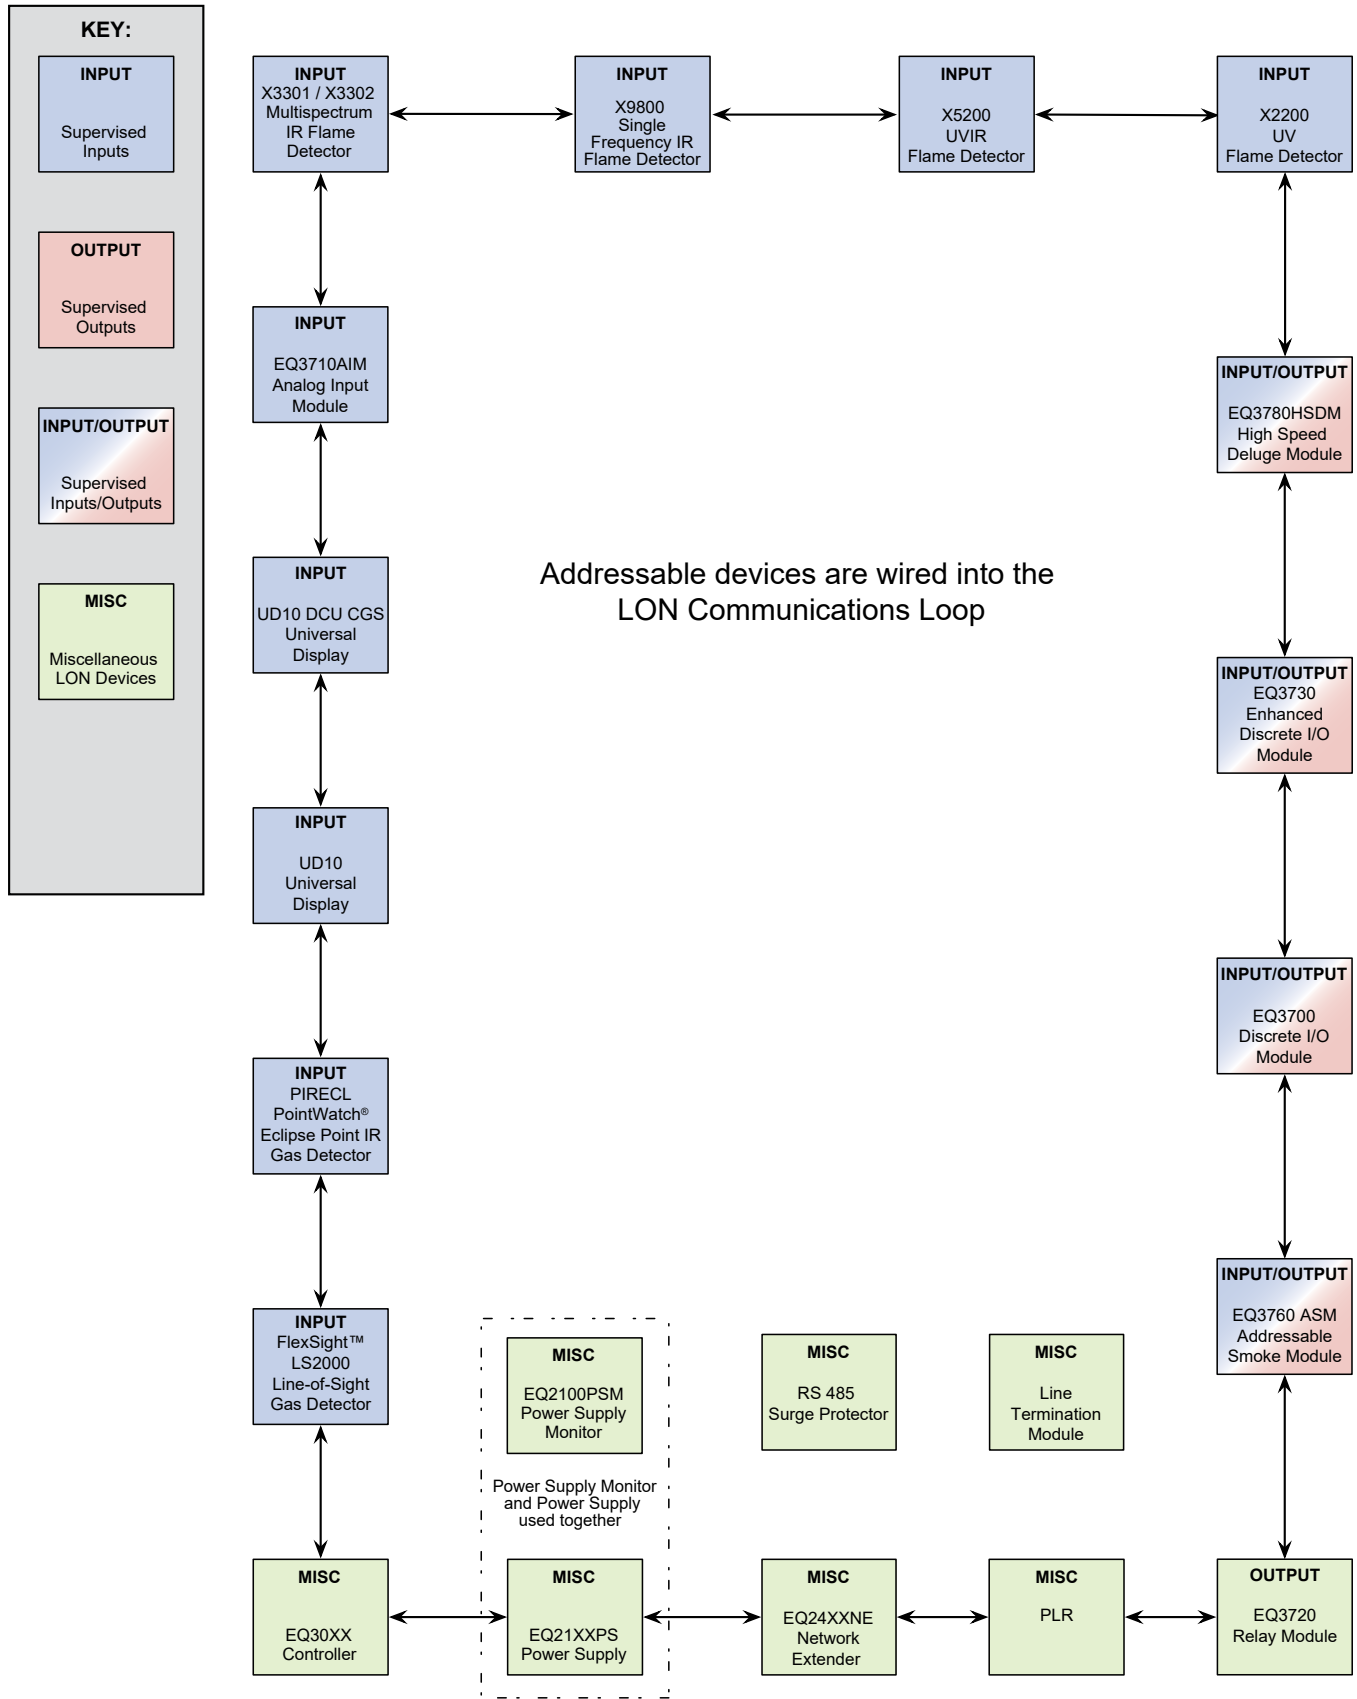 KEY:
INPUT
Supervised
Inputs
OUTPUT
Supervised
Outputs
INPUT/OUTPUT
Supervised
Inputs/Outputs
MISC
Miscellaneous
LON Devices
INPUT
X3301 / X3302
Multispectrum
IR Flame
Detector
INPUT
X9800
Single
Frequency IR
Flame Detector
INPUT
X5200
UVIR
Flame Detector
INPUT
X2200
UV
Flame Detector
INPUT
EQ3710AIM
Analog Input
Module
INPUT/OUTPUT
EQ3780HSDM
High Speed
Deluge Module
INPUT
UD10 DCU CGS
Universal
Display
Addressable devices are wired into the
LON Communications Loop
INPUT/OUTPUT
EQ3730
Enhanced
Discrete I/O
Module
INPUT
UD10
Universal
Display
INPUT/OUTPUT
EQ3700
Discrete I/O
Module
INPUT
PIRECL
PointWatch®
Eclipse Point IR
Gas Detector
INPUT/OUTPUT
EQ3760 ASM
Addressable
Smoke Module
INPUT
FlexSight™
LS2000
Line-of-Sight
Gas Detector
MISC
EQ2100PSM
Power Supply
Monitor
MISC
RS 485
Surge Protector
MISC
Line
Termination
Module
Power Supply Monitor
and Power Supply
used together
MISC
EQ30XX
Controller
MISC
EQ21XXPS
Power Supply
MISC
EQ24XXNE
Network
Extender
MISC
PLR
OUTPUT
EQ3720
Relay Module